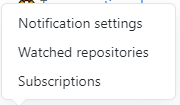 Notification settings
Watched repositories
Subscriptions